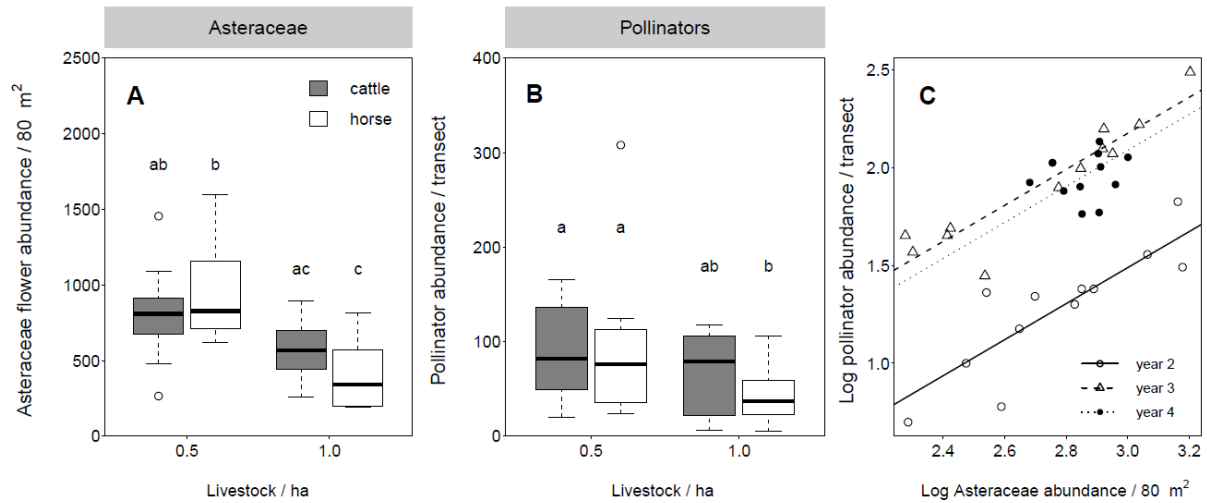 Asteraceae
Asteraceae flower abundance / 80 m²
2500
2000
1500
1000
500
0
A
cattle
horse
ab
b
ac
c
0.5
1.0
Livestock / ha
Pollinators
Pollinator abundance / transect
400
300
200
100
0
B
a
a
ab
b
0.5
1.0
Livestock / ha
Log pollinator abundance / transect
2.5
2.0
1.5
1.0
C
year 2
year 3
year 4
2.4
2.6
2.8
3.0
3.2
Log Asteraceae abundance / 80 m²